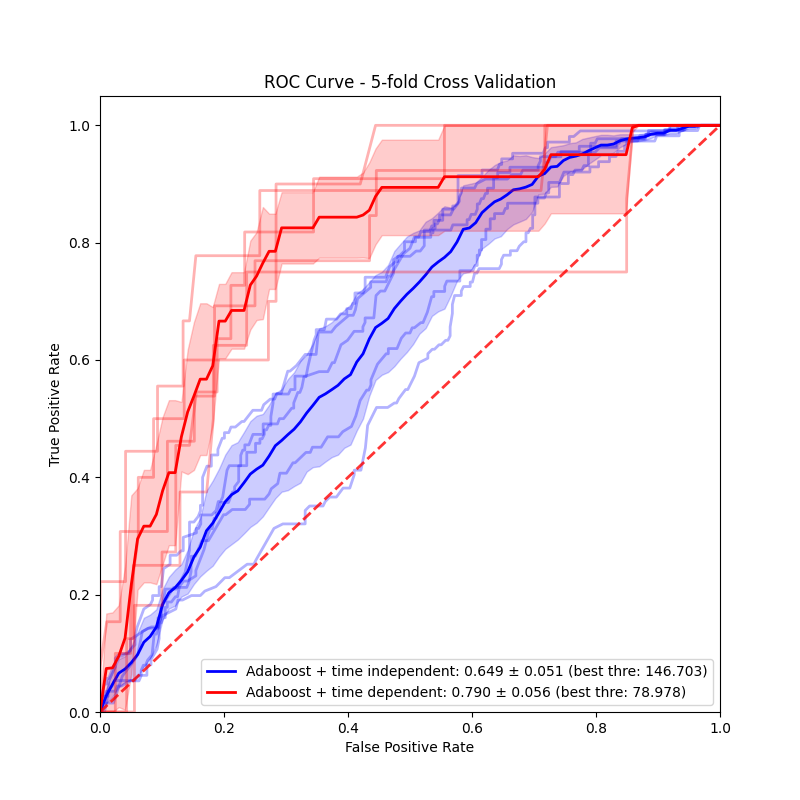 ROC Curve - 5-fold Cross Validation
True Positive Rate
1.0
0.8
0.6
0.4
0.2
0.0
Adaboost + time independent: 0.649 ± 0.051 (best thre: 146.703)
Adaboost + time dependent: 0.790 ± 0.056 (best thre: 78.978)
0.0 0.2 0.4 0.6 0.8 1.0
False Positive Rate